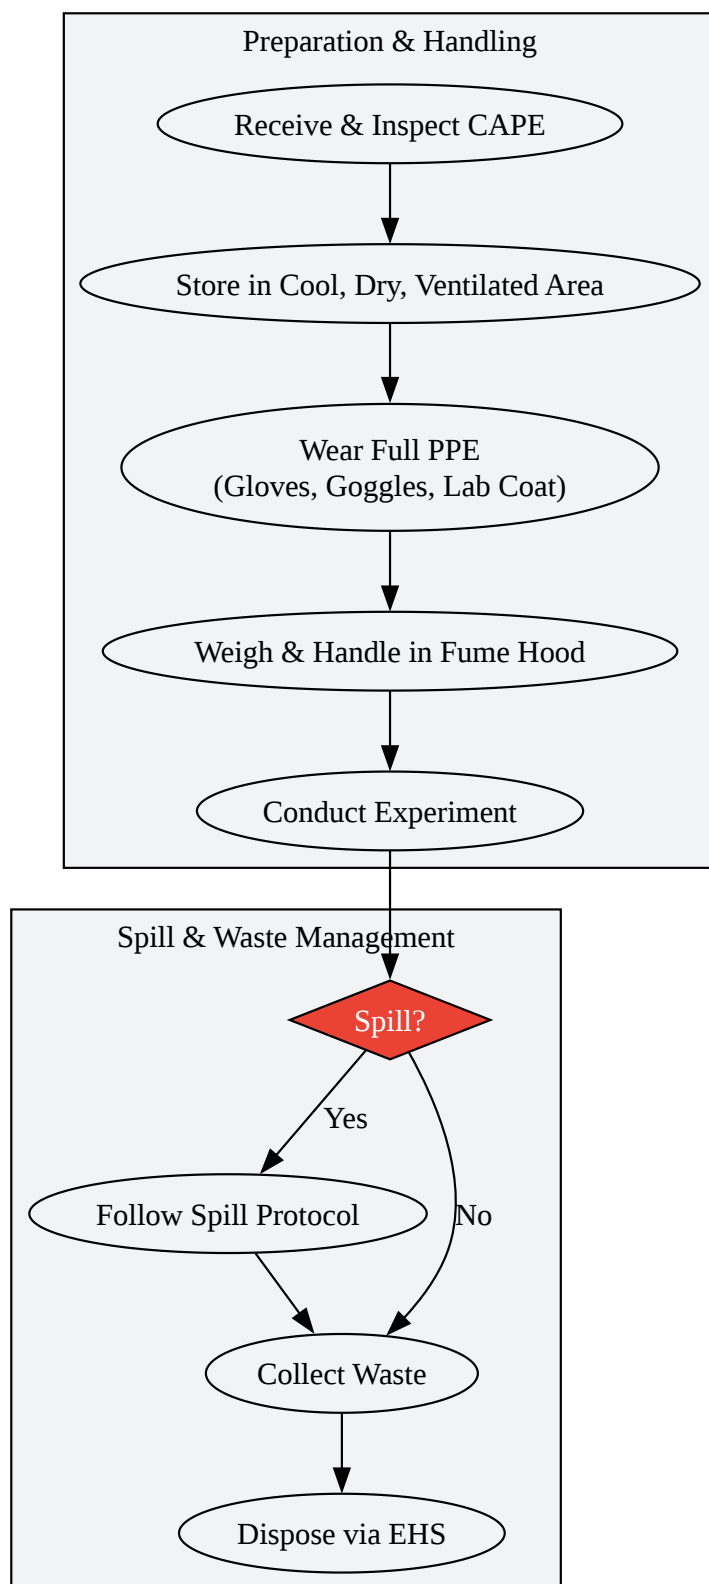 Preparation & Handling
Receive & Inspect CAPE
Store in Cool, Dry, Ventilated Area
Wear Full PPE
(Gloves, Goggles, Lab Coat)
Weigh & Handle in Fume Hood
Conduct Experiment
Spill & Waste Management
Spill?
Yes
Follow Spill Protocol
No
Collect Waste
Dispose via EHS